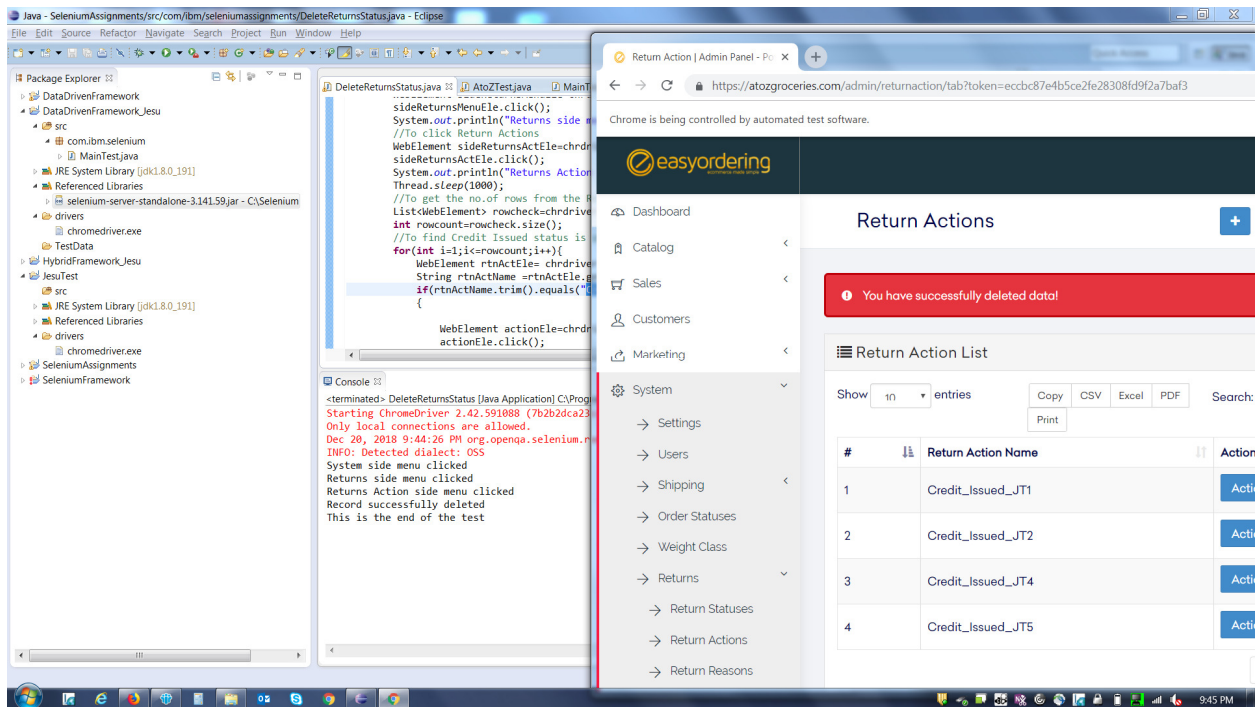 Java - SeleniumAssignments/src/com/ibm/seleniumassignments/DeleteReturnsStatus.java - Eclipse
File Edit Source Refactor Navigate Search Project Run Window Help
Package Explorer
DataDrivenFramework
DataDrivenFramework_Jesu
src
com.ibm.selenium
MainTest.java
JRE System Library [jdk1.8.0_191]
Referenced Libraries
selenium-server-standalone-3.141.59.jar - C:\Selenium
drivers
chromedriver.exe
TestData
HybridFramework_Jesu
JesuTest
src
JRE System Library [jdk1.8.0_191]
Referenced Libraries
drivers
chromedriver.exe
SeleniumAssignments
SeleniumFramework
DeleteReturnsStatus.java AtoZTest.java MainT
sideReturnsMenuEle.click();
System.out.println("Returns side m
//To click Return Actions
WebElement sideReturnsActEle=chrdr
sideReturnsActEle.click();
System.out.println("Returns Action
Thread.sleep(1000);
//To get the no.of rows from the R
List<WebElement> rowcheck=chrdrive
int rowcount=rowcheck.size();
//To find Credit Issued status is
for(int i=1;i<=rowcount;i++){
WebElement rtnActEle= chrdrive
String rtnActName =rtnActEle.g
if(rtnActName.trim().equals("
{
WebElement actionEle=chrdr
actionEle.click();
Console
<terminated> DeleteReturnsStatus [Java Application] C:\Prog
Starting ChromeDriver 2.42.591088 (7b2b2dca23
Only local connections are allowed.
Dec 20, 2018 9:44:26 PM org.openqa.selenium.r
INFO: Detected dialect: OSS
System side menu clicked
Returns side menu clicked
Returns Action side menu clicked
Record successfully deleted
This is the end of the test
Return Action | Admin Panel - Po
https://atozgroceries.com/admin/returnaction/tab?token=eccbc87e4b5ce2fe28308fd9f2a7baf3
Chrome is being controlled by automated test software.
easyordering
ecommerce made simple
Dashboard
Catalog
Sales
Customers
Marketing
System
Settings
Users
Shipping
Order Statuses
Weight Class
Returns
Return Statuses
Return Actions
Return Reasons
Return Actions
+
You have successfully deleted data!
Return Action List
Show 10 entries Copy CSV Excel PDF Search:
Print
# Return Action Name Action
1 Credit_Issued_JT1 Acti
2 Credit_Issued_JT2 Acti
3 Credit_Issued_JT4 Acti
4 Credit_Issued_JT5 Acti
9:45 PM